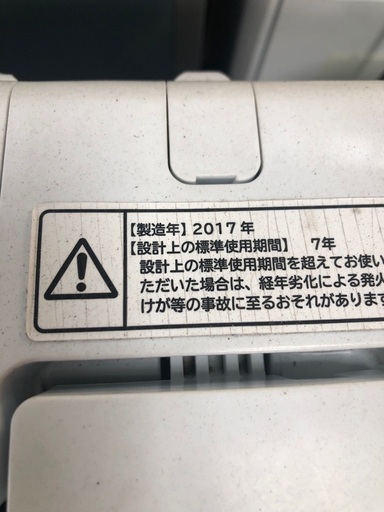 【製造年】2017年
【設計上の標準使用期間】 7年
設計上の標準使用期間を超えてお使い
ただいた場合は、経年劣化による発火
けが等の事故に至るおそれがあります